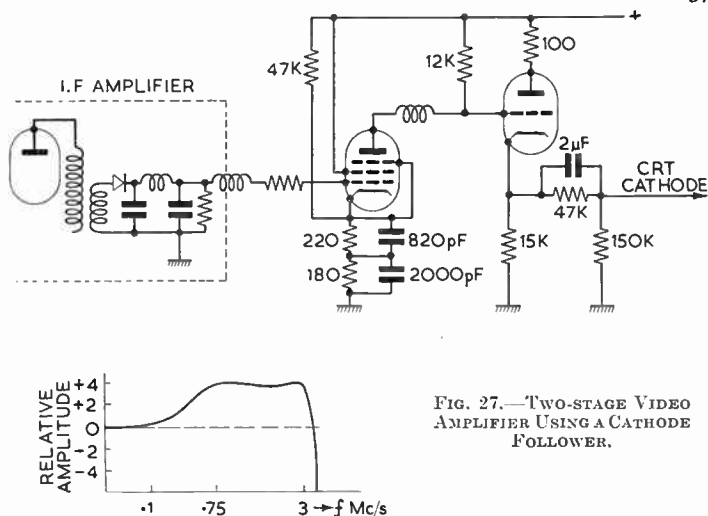 +
I.F AMPLIFIER
47K
12K
100
2µF
CRT
CATHODE
47K
220
820pF
180
2000pF
15K
150K
RELATIVE
AMPLITUDE
+4
+2
0
-2
-4
.1
.75
3
f Mc/s
FIG. 27.—TWO-STAGE VIDEO
AMPLIFIER USING A CATHODE
FOLLOWER.